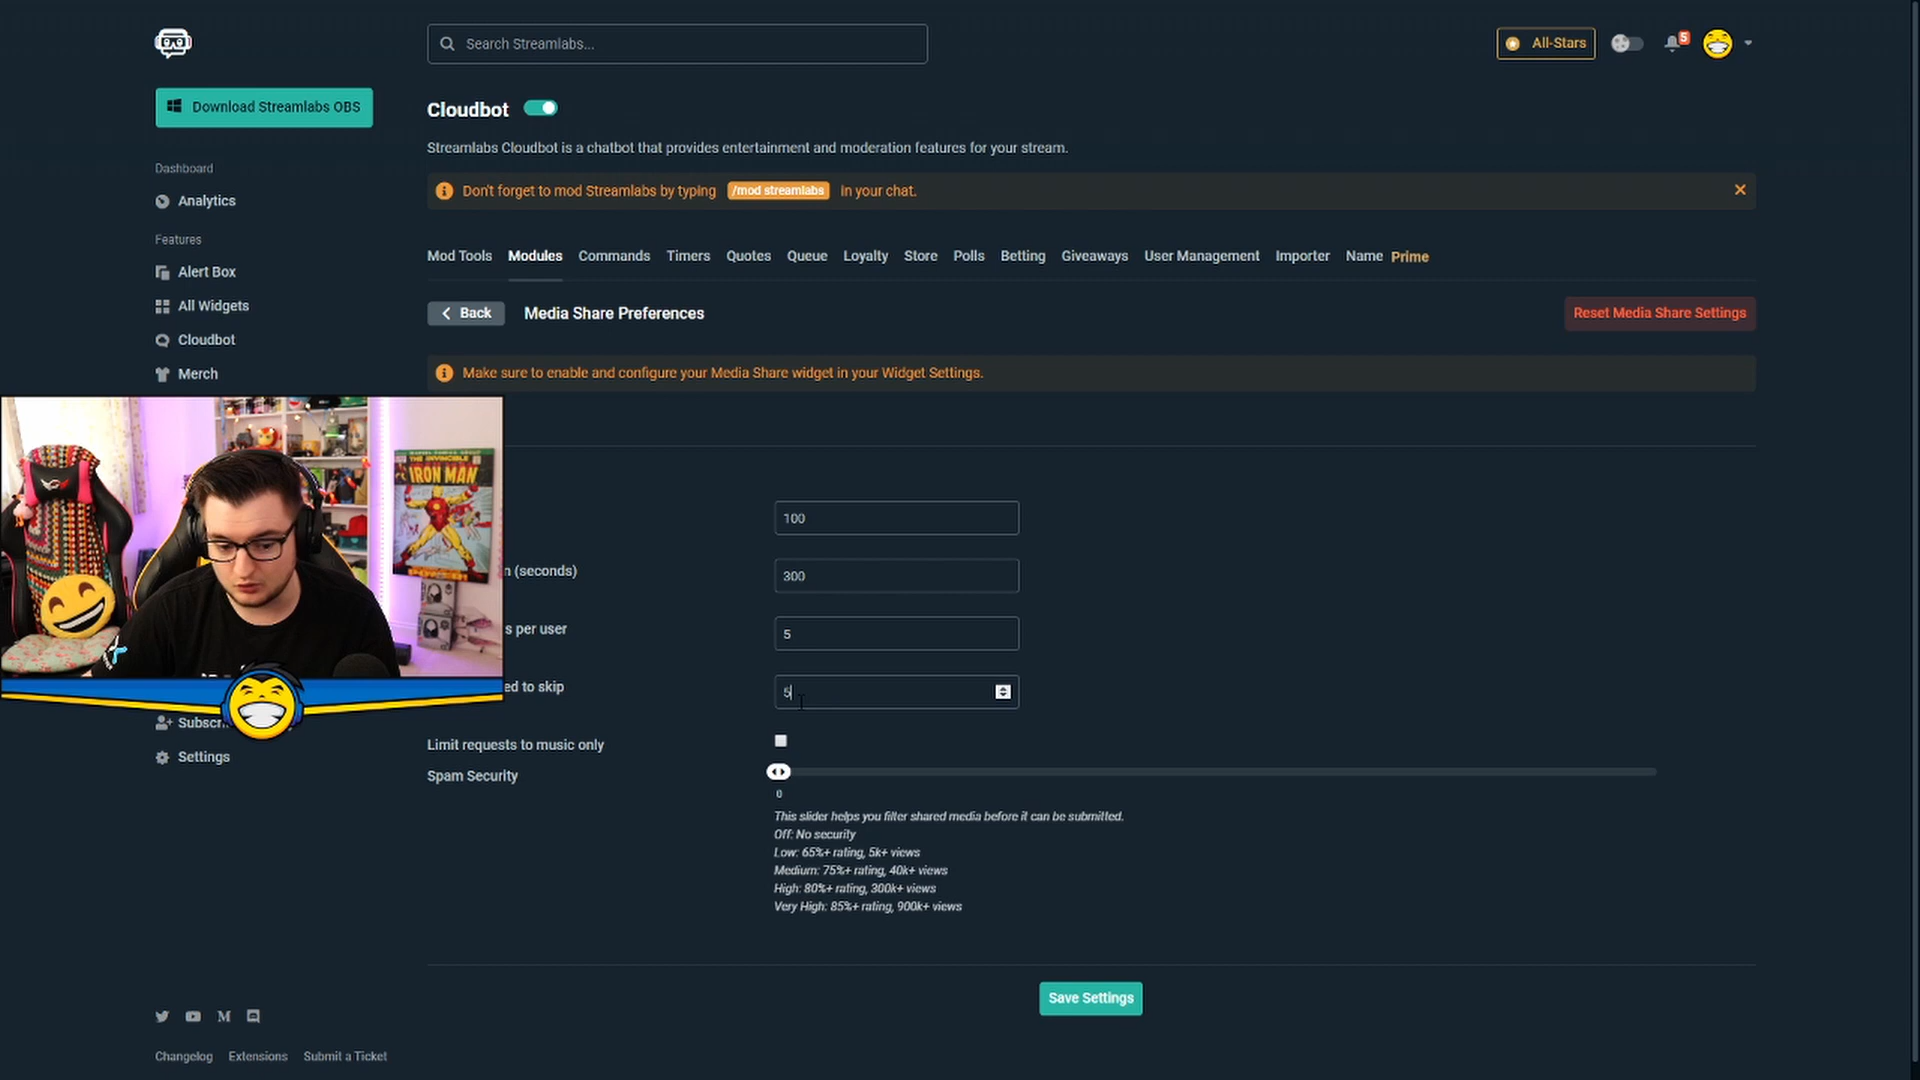 Search Streamlabs...
All-Stars
5
Download Streamlabs OBS
Cloudbot
Streamlabs Cloudbot is a chatbot that provides entertainment and moderation features for your stream.
Dashboard
Analytics
Don't forget to mod Streamlabs by typing /mod streamlabs in your chat.
Features
Alert Box
All Widgets
Cloudbot
Merch
Mod Tools Modules Commands Timers Quotes Queue Loyalty Store Polls Betting Giveaways User Management Importer Name Prime
Back
Media Share Preferences
Reset Media Share Settings
Make sure to enable and configure your Media Share widget in your Widget Settings.
THE INVINCIBLE
IRON MAN
100
n (seconds)
300
s per user
5
ed to skip
5
Subscr
Settings
Limit requests to music only
Spam Security
0
This slider helps you filter shared media before it can be submitted.
Off: No security
Low: 65%+ rating, 5k+ views
Medium: 75%+ rating, 40k+ views
High: 80%+ rating, 300k+ views
Very High: 85%+ rating, 900k+ views
Save Settings
Changelog Extensions Submit a Ticket